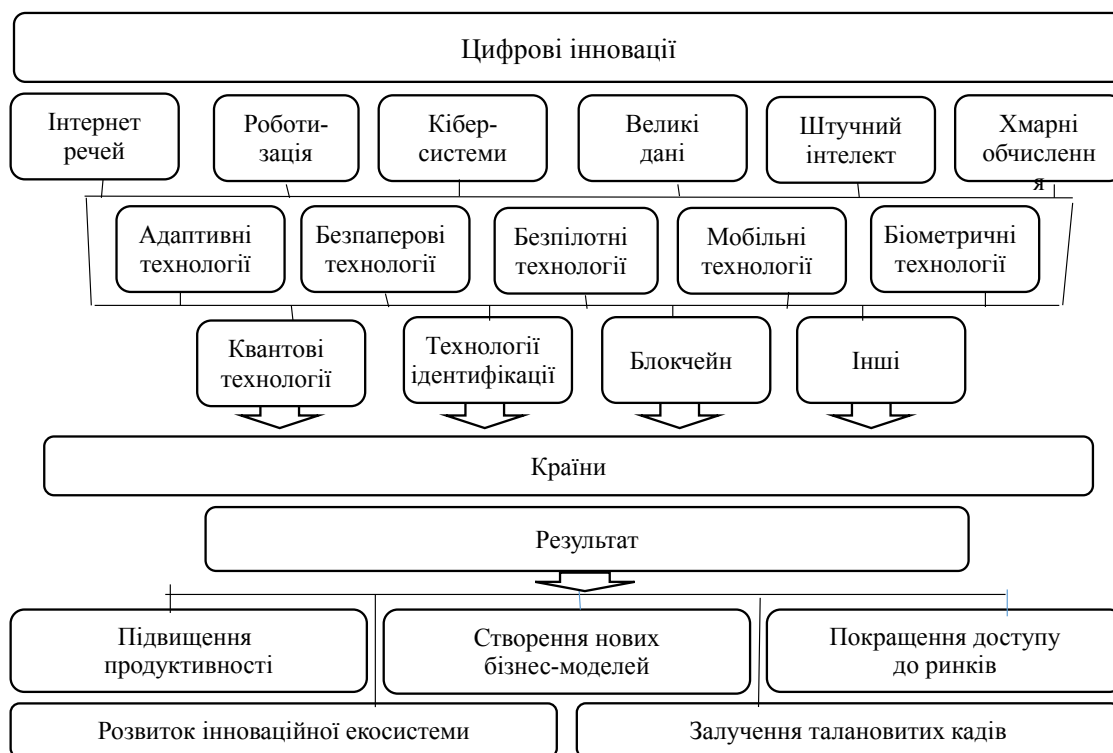 Цифрові інновації
Інтернет
речей
Роботи-
зація
Кібер-
системи
Великі
дані
Штучний
інтелект
Хмарні
обчисленн
я
Адаптивні
технології
Безпаперові
технології
Безпілотні
технології
Мобільні
технології
Біометричні
технології
Квантові
технології
Технології
ідентифікації
Блокчейн
Інші
Країни
Результат
Підвищення
продуктивності
Створення нових
бізнес-моделей
Покращення доступу
до ринків
Розвиток інноваційної екосистеми
Залучення талановитих кадів